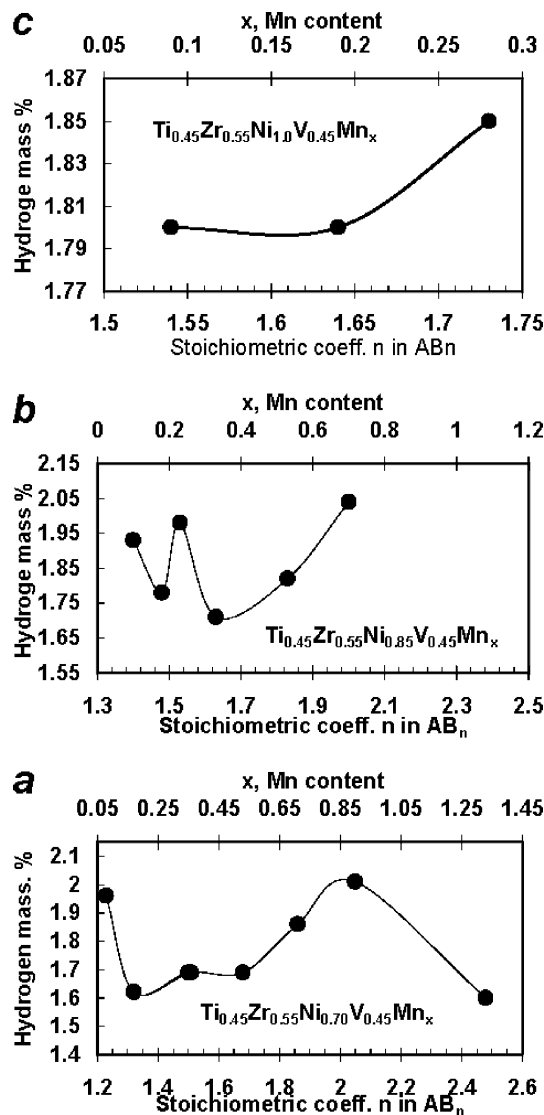 c
x, Mn content
0.05 0.1 0.15 0.2 0.25 0.3
Hydroge mass %
1.87
1.85
1.83
1.81
1.79
1.77
Ti0.45Zr0.55Ni1.0V0.45Mnx
1.5 1.55 1.6 1.65 1.7 1.75
Stoichiometric coeff. n in ABn
b
x, Mn content
0 0.2 0.4 0.6 0.8 1 1.2
Hydroge mass %
2.15
2.05
1.95
1.85
1.75
1.65
1.55
Ti0.45Zr0.55Ni0.85V0.45Mnx
1.3 1.5 1.7 1.9 2.1 2.3 2.5
Stoichiometric coeff. n in ABn
a
x, Mn content
0.05 0.25 0.45 0.65 0.85 1.05 1.25 1.45
Hydrogen mass. %
2.1
2
1.9
1.8
1.7
1.6
1.5
1.4
Ti0.45Zr0.55Ni0.70V0.45Mnx
1.2 1.4 1.6 1.8 2 2.2 2.4 2.6
Stoichiometric coeff. n in ABn